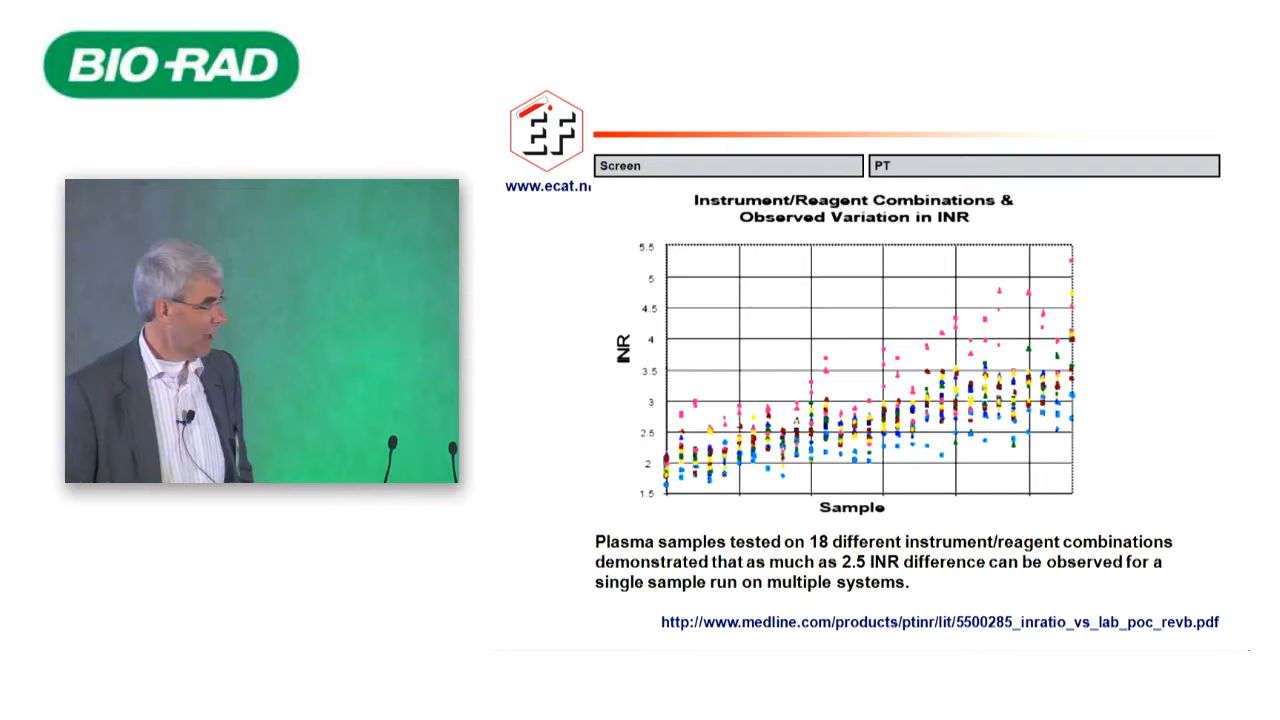 BIO-RAD
EF
www.ecat.n
Screen
PT
Instrument/Reagent Combinations &
Observed Variation in INR
5.5
5
4.5
4
3.5
3
2.5
2
1.5
INR
Sample
Plasma samples tested on 18 different instrument/reagent combinations
demonstrated that as much as 2.5 INR difference can be observed for a
single sample run on multiple systems.
http://www.medline.com/products/ptinr/lit/5500285_inratio_vs_lab_poc_revb.pdf